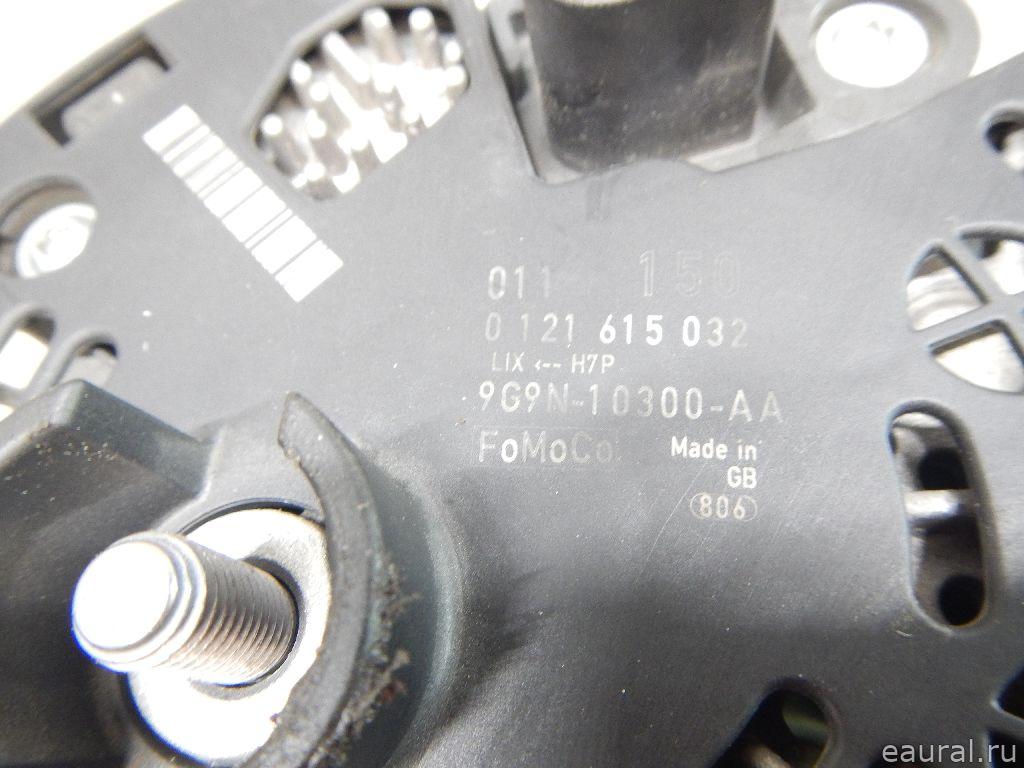 011 150
0 121 615 032
LIX <-- H7P
9G9N-10300-AA
FoMoCo Made in
GB
806
eaural.ru